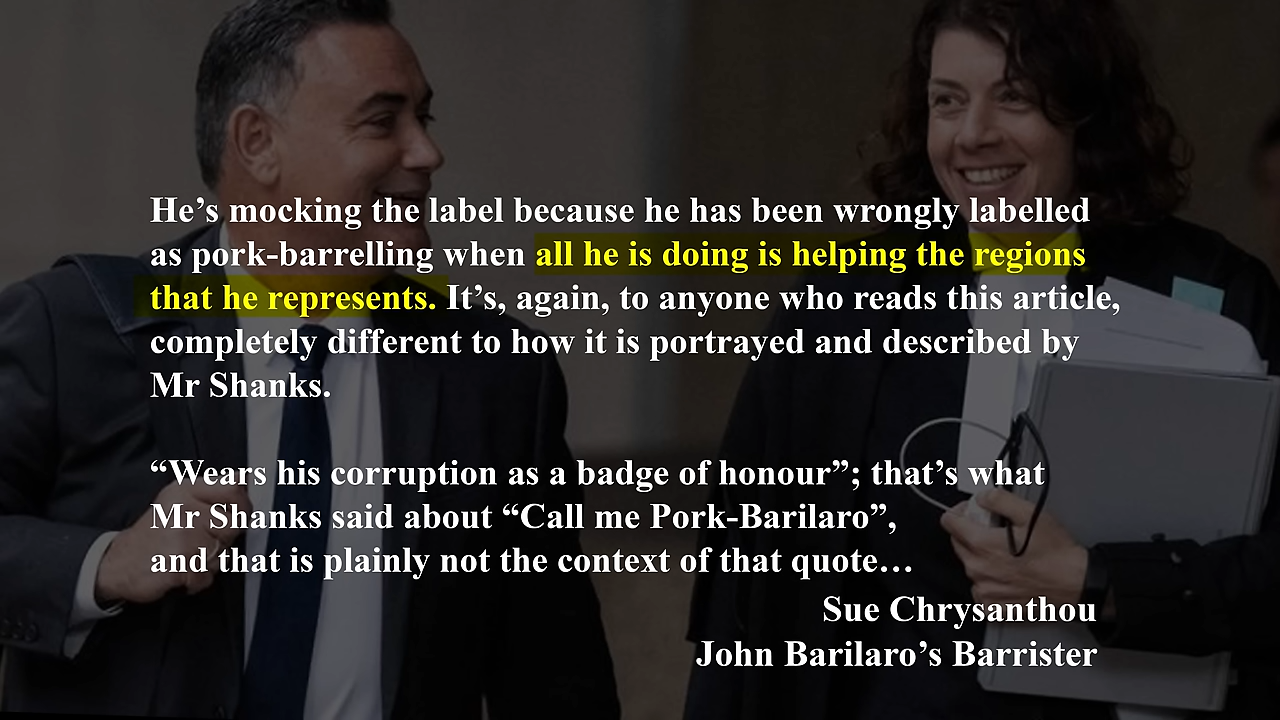 He’s mocking the label because he has been wrongly labelled
as pork-barrelling when all he is doing is helping the regions
that he represents. It’s, again, to anyone who reads this article,
completely different to how it is portrayed and described by
Mr Shanks.
“Wears his corruption as a badge of honour”; that’s what
Mr Shanks said about “Call me Pork-Barilaro”,
and that is plainly not the context of that quote…
Sue Chrysanthou
John Barilaro’s Barrister